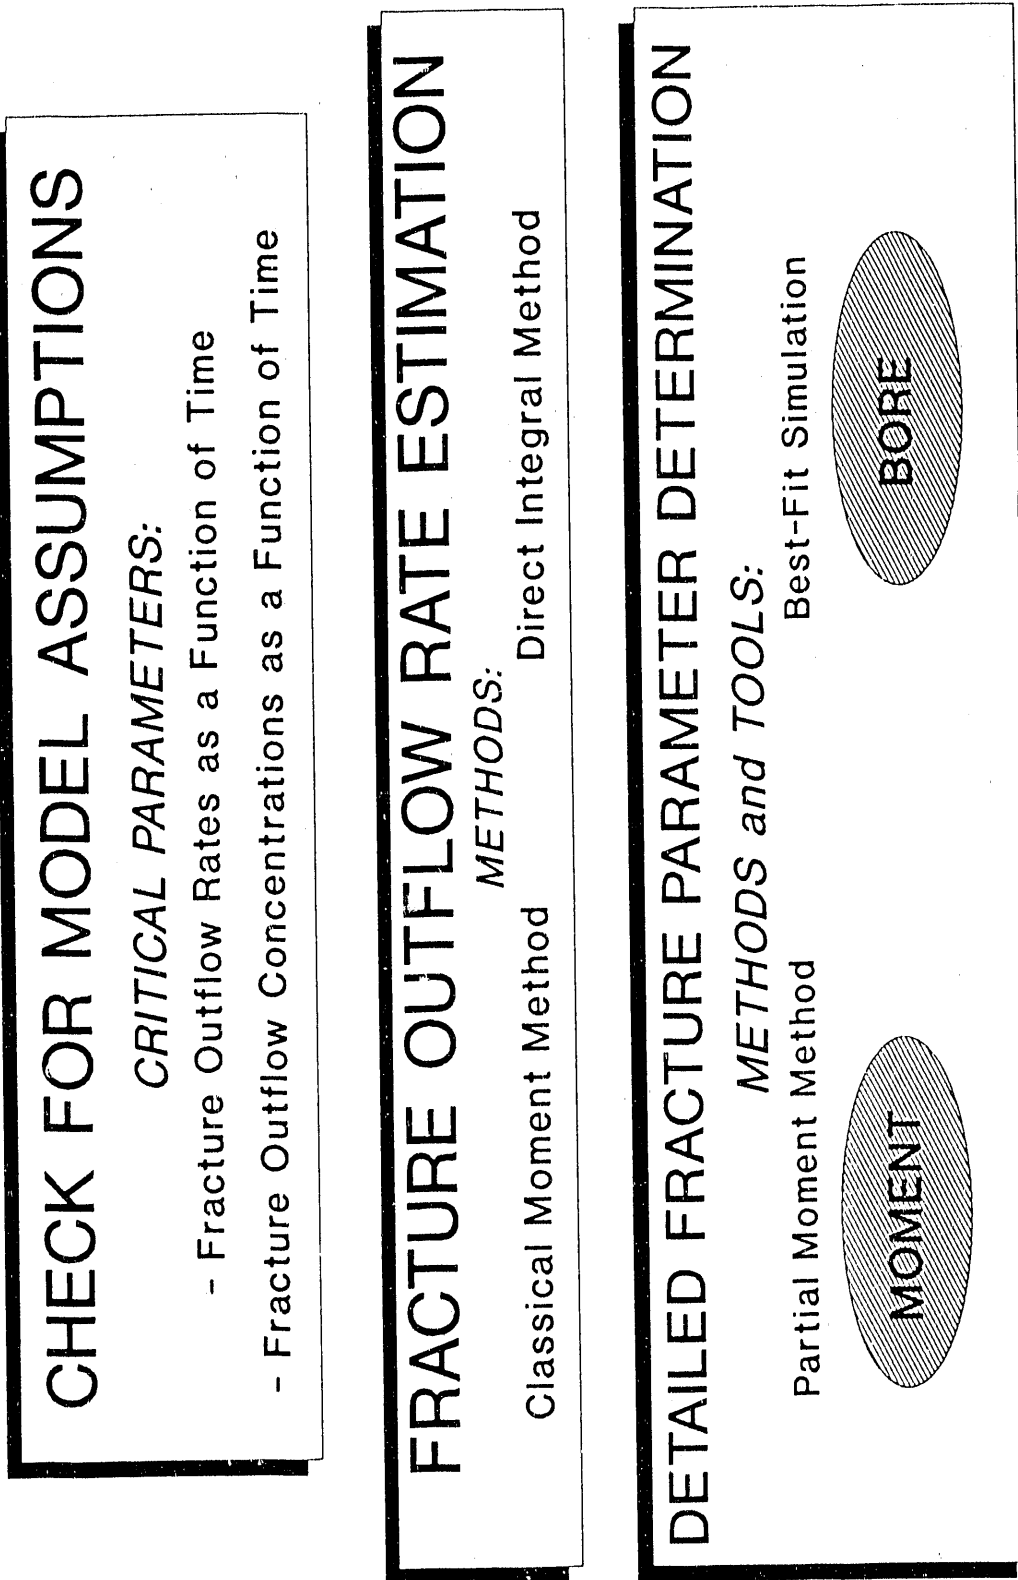 CHECK FOR MODEL ASSUMPTIONS
CRITICAL PARAMETERS:
- Fracture Outflow Rates as a Function of Time
- Fracture Outflow Concentrations as a Function of Time
FRACTURE OUTFLOW RATE ESTIMATION
METHODS:
Classical Moment Method Direct Integral Method
DETAILED FRACTURE PARAMETER DETERMINATION
METHODS and TOOLS:
Partial Moment Method Best-Fit Simulation
MOMENT BORE